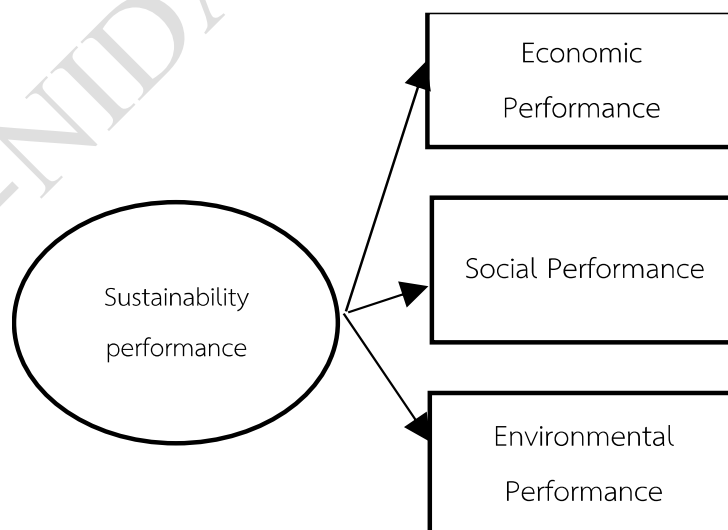 Economic
Performance
Social Performance
Sustainability
performance
Environmental
Performance